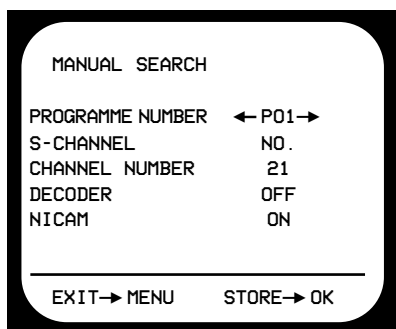 MANUAL SEARCH
PROGRAMME NUMBER ←P01→
S-CHANNEL NO.
CHANNEL NUMBER 21
DECODER OFF
NICAM ON
EXIT→MENU STORE→OK